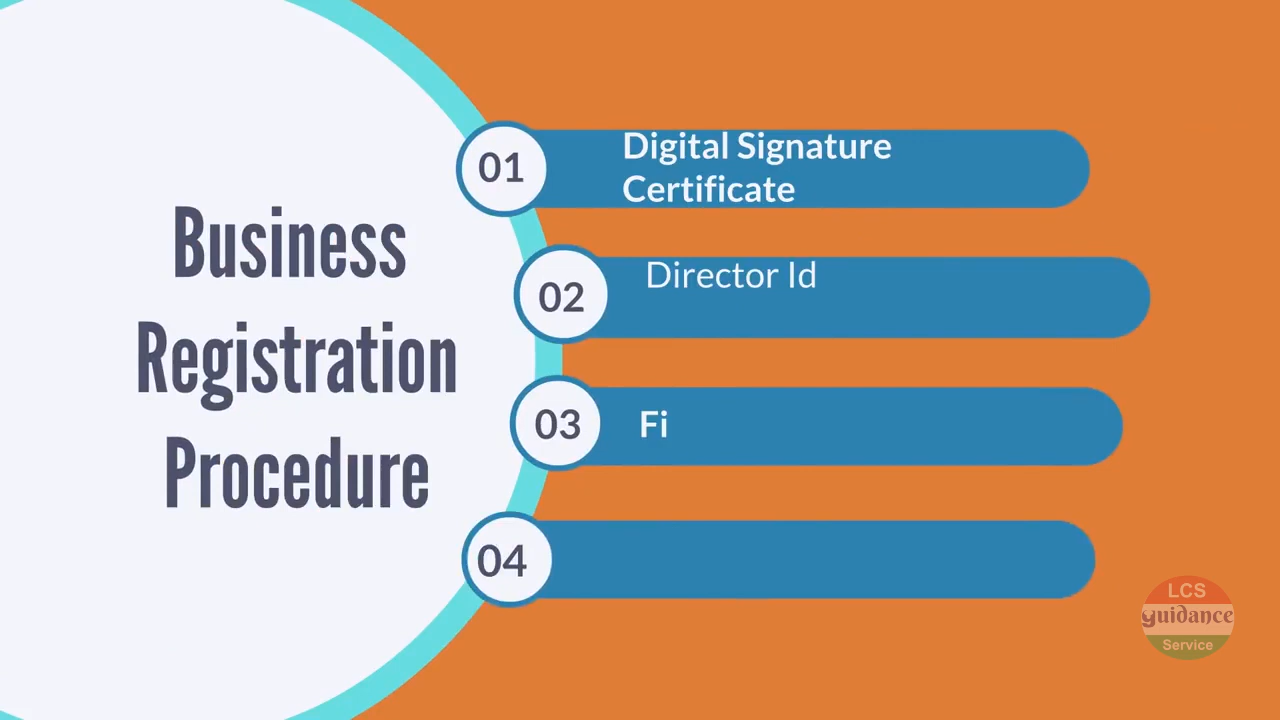 Business
Registration
Procedure
01
Digital Signature
Certificate
02
Director Id
03
Fi
04
LCS
guidance
Service